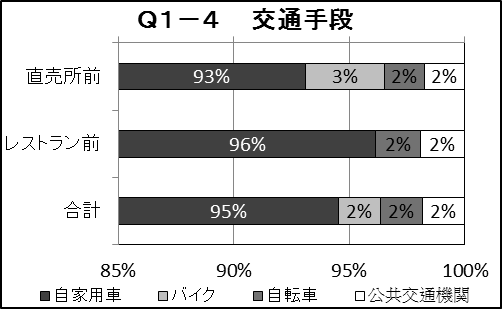 Q1－4　交通手段
直売所前 93% 3% 2% 2%
レストラン前 96% 2% 2%
合計 95% 2% 2% 2%
85% 90% 95% 100%
自家用車 バイク 自転車 公共交通機関